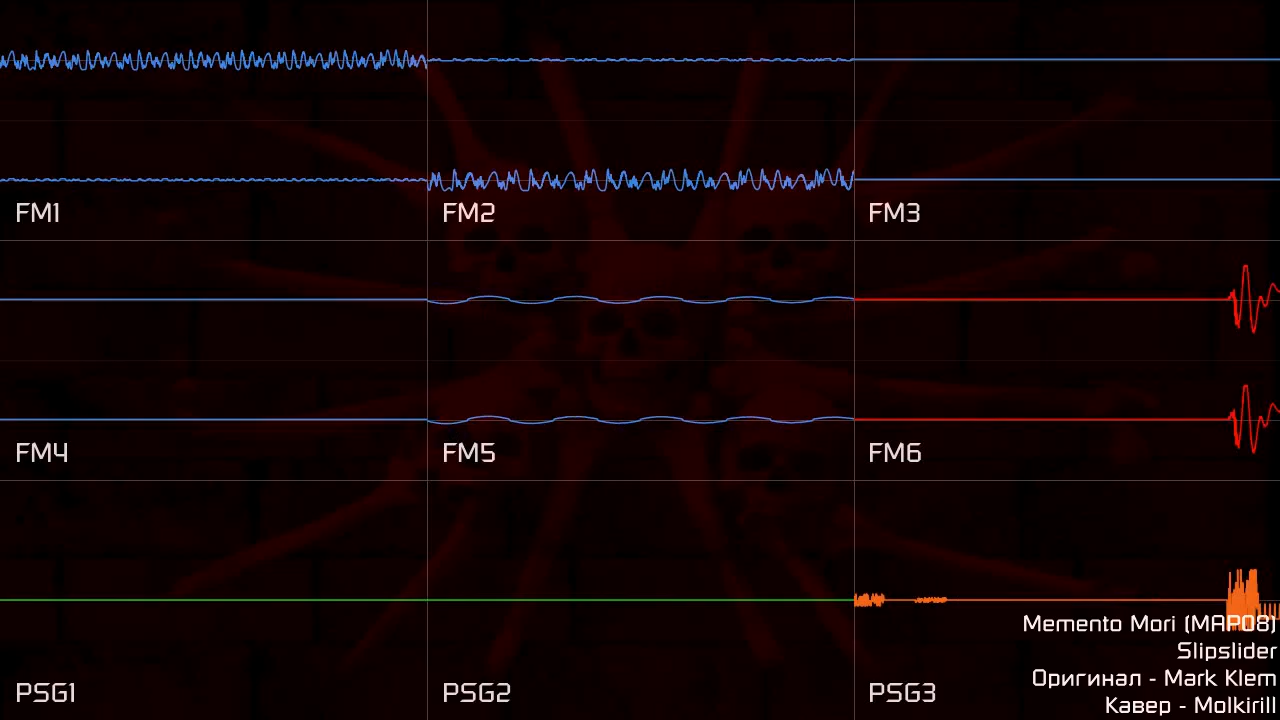 FM1
FM2
FM3
FM4
FM5
FM6
PSG1
PSG2
PSG3
Memento Mori (MAP08)
Slipslider
Оригинал - Mark Klem
Кавер - Molkirill